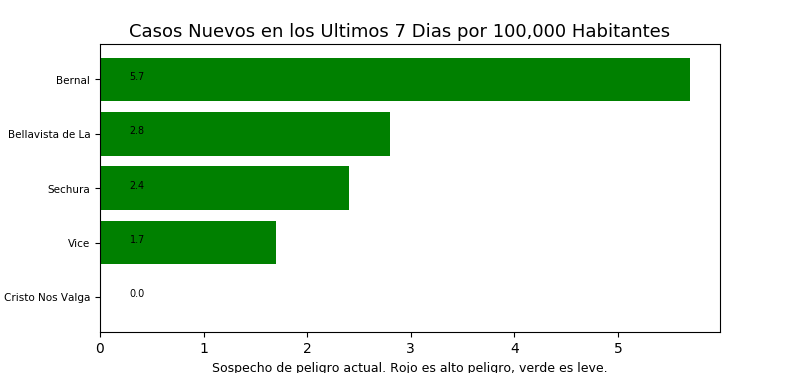 Casos Nuevos en los Ultimos 7 Dias por 100,000 Habitantes
Bernal 5.7
Bellavista de La 2.8
Sechura 2.4
Vice 1.7
Cristo Nos Valga 0.0
0 1 2 3 4 5
Sospecho de peligro actual. Rojo es alto peligro, verde es leve.